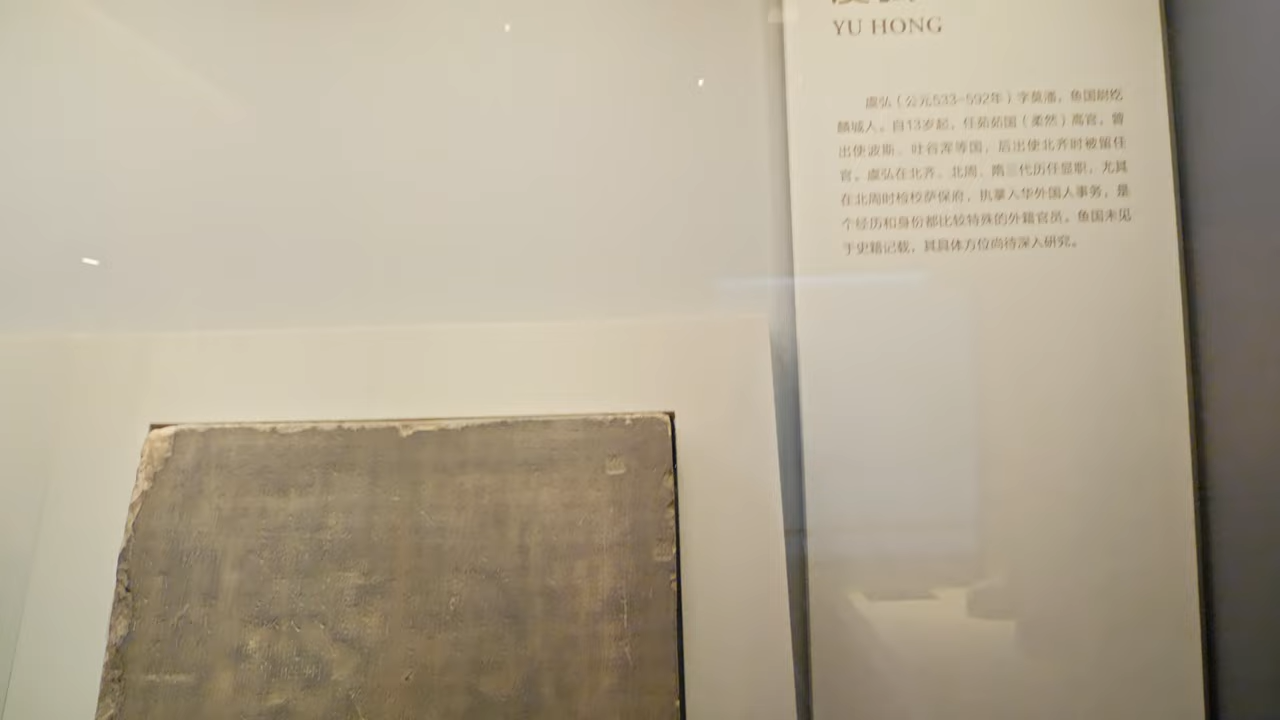 YU HONG
虞弘（公元533-592年）字莫潘，鱼国尉纥
麟城人。自13岁起，任茹茹国（柔然）高官，曾
出使波斯、吐谷浑等国，后出使北齐时被留任
官。虞弘在北齐、北周、隋三代历任显职，尤其
在北周时检校萨保府，执掌入华外国人事务，是
个经历和身份都比较特殊的外籍官员。鱼国未见
于史籍记载，其具体方位尚待深入研究。